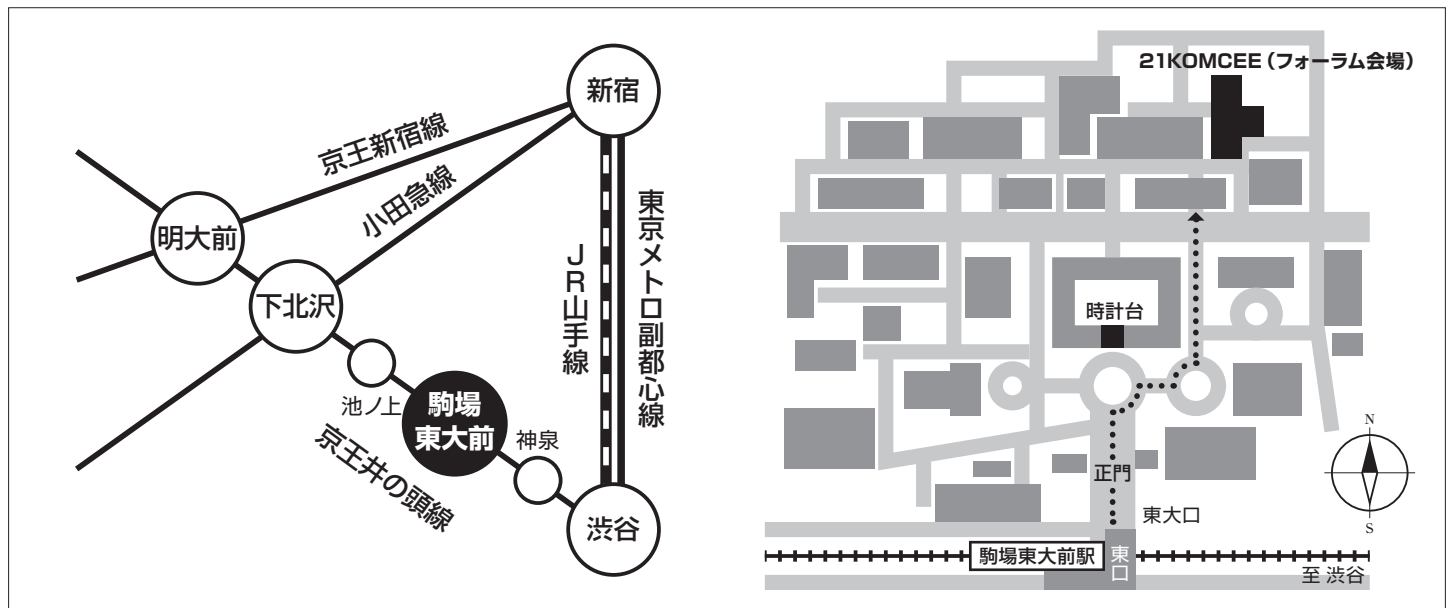 新宿
京王新宿線
小田急線
明大前
下北沢
JR山手線
東京メトロ副都心線
池ノ上
駒場
東大前
神泉
京王井の頭線
渋谷
21KOMCEE（フォーラム会場）
時計台
正門
東大口
N
S
駒場東大前駅
東口
至 渋谷